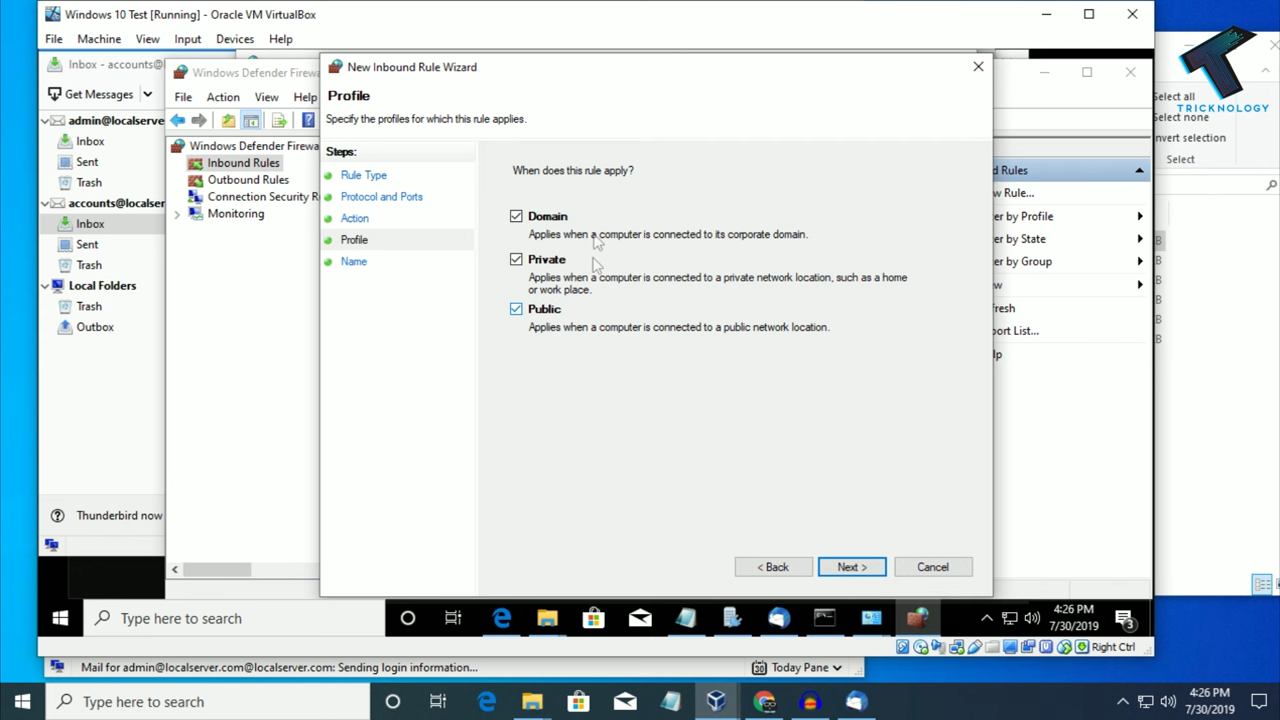 Windows 10 Test [Running] - Oracle VM VirtualBox
File Machine View Input Devices Help
Inbox - accounts@
Get Messages
admin@localserve
Inbox
Sent
Trash
accounts@localser
Inbox
Sent
Trash
Local Folders
Trash
Outbox
Thunderbird now
Windows Defender Firewa
File Action View Help
Windows Defender Firewal
Inbound Rules
Outbound Rules
Connection Security R
Monitoring
New Inbound Rule Wizard
Profile
Specify the profiles for which this rule applies.
Steps:
Rule Type
Protocol and Ports
Action
Profile
Name
When does this rule apply?
Domain
Applies when a computer is connected to its corporate domain.
Private
Applies when a computer is connected to a private network location, such as a home
or work place.
Public
Applies when a computer is connected to a public network location.
< Back
Next >
Cancel
d Rules
w Rule...
er by Profile
er by State
er by Group
w
resh
port List...
lp
TRICKNOLOGY
Select all
Select none
nvert selection
Select
B
B
B
B
B
Type here to search
4:26 PM
7/30/2019
3
Right Ctrl
Mail for admin@localserver.com@localserver.com: Sending login information...
30 Today Pane
Type here to search
4:26 PM
7/30/2019